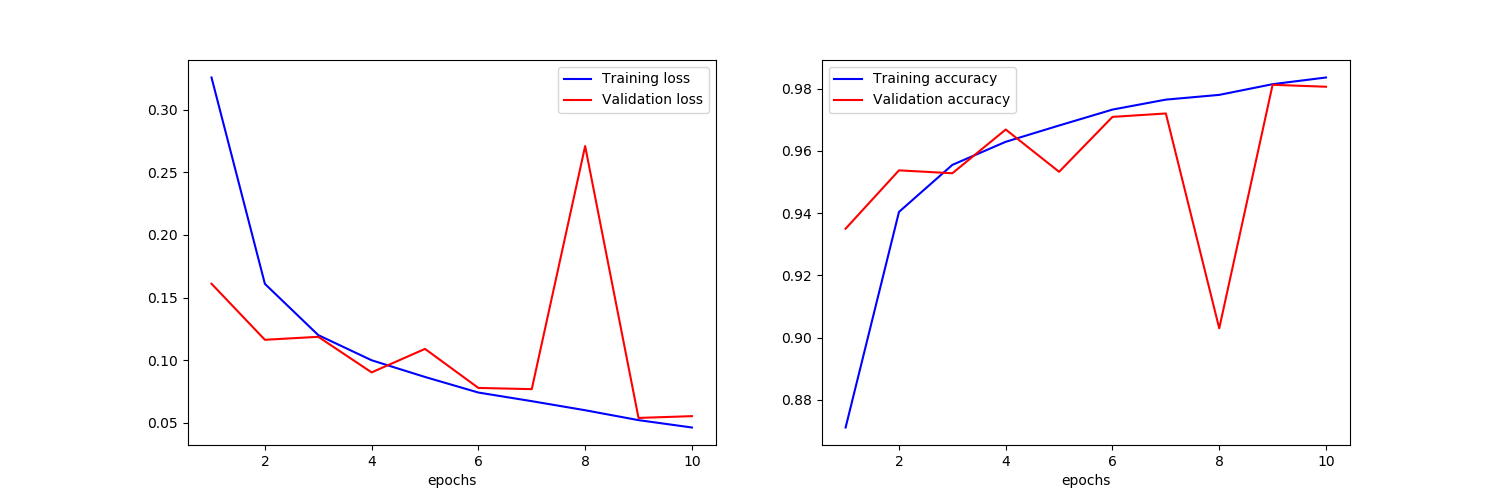 Training loss
Validation loss
0.30
0.25
0.20
0.15
0.10
0.05
2 4 6 8 10
epochs
Training accuracy
Validation accuracy
0.98
0.96
0.94
0.92
0.90
0.88
2 4 6 8 10
epochs